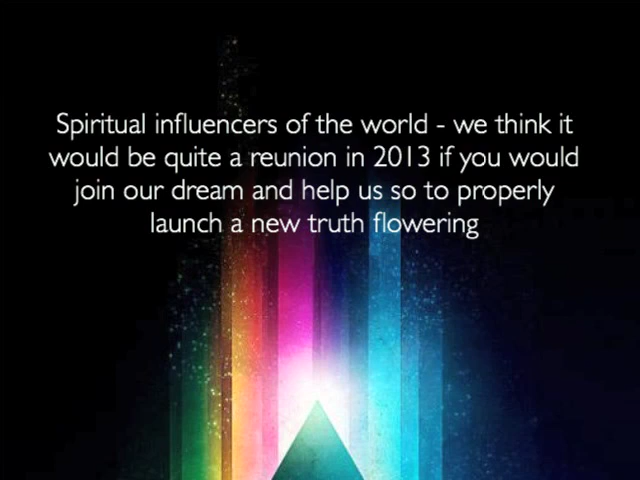 Spiritual influencers of the world - we think it
would be quite a reunion in 2013 if you would
join our dream and help us so to properly
launch a new truth flowering